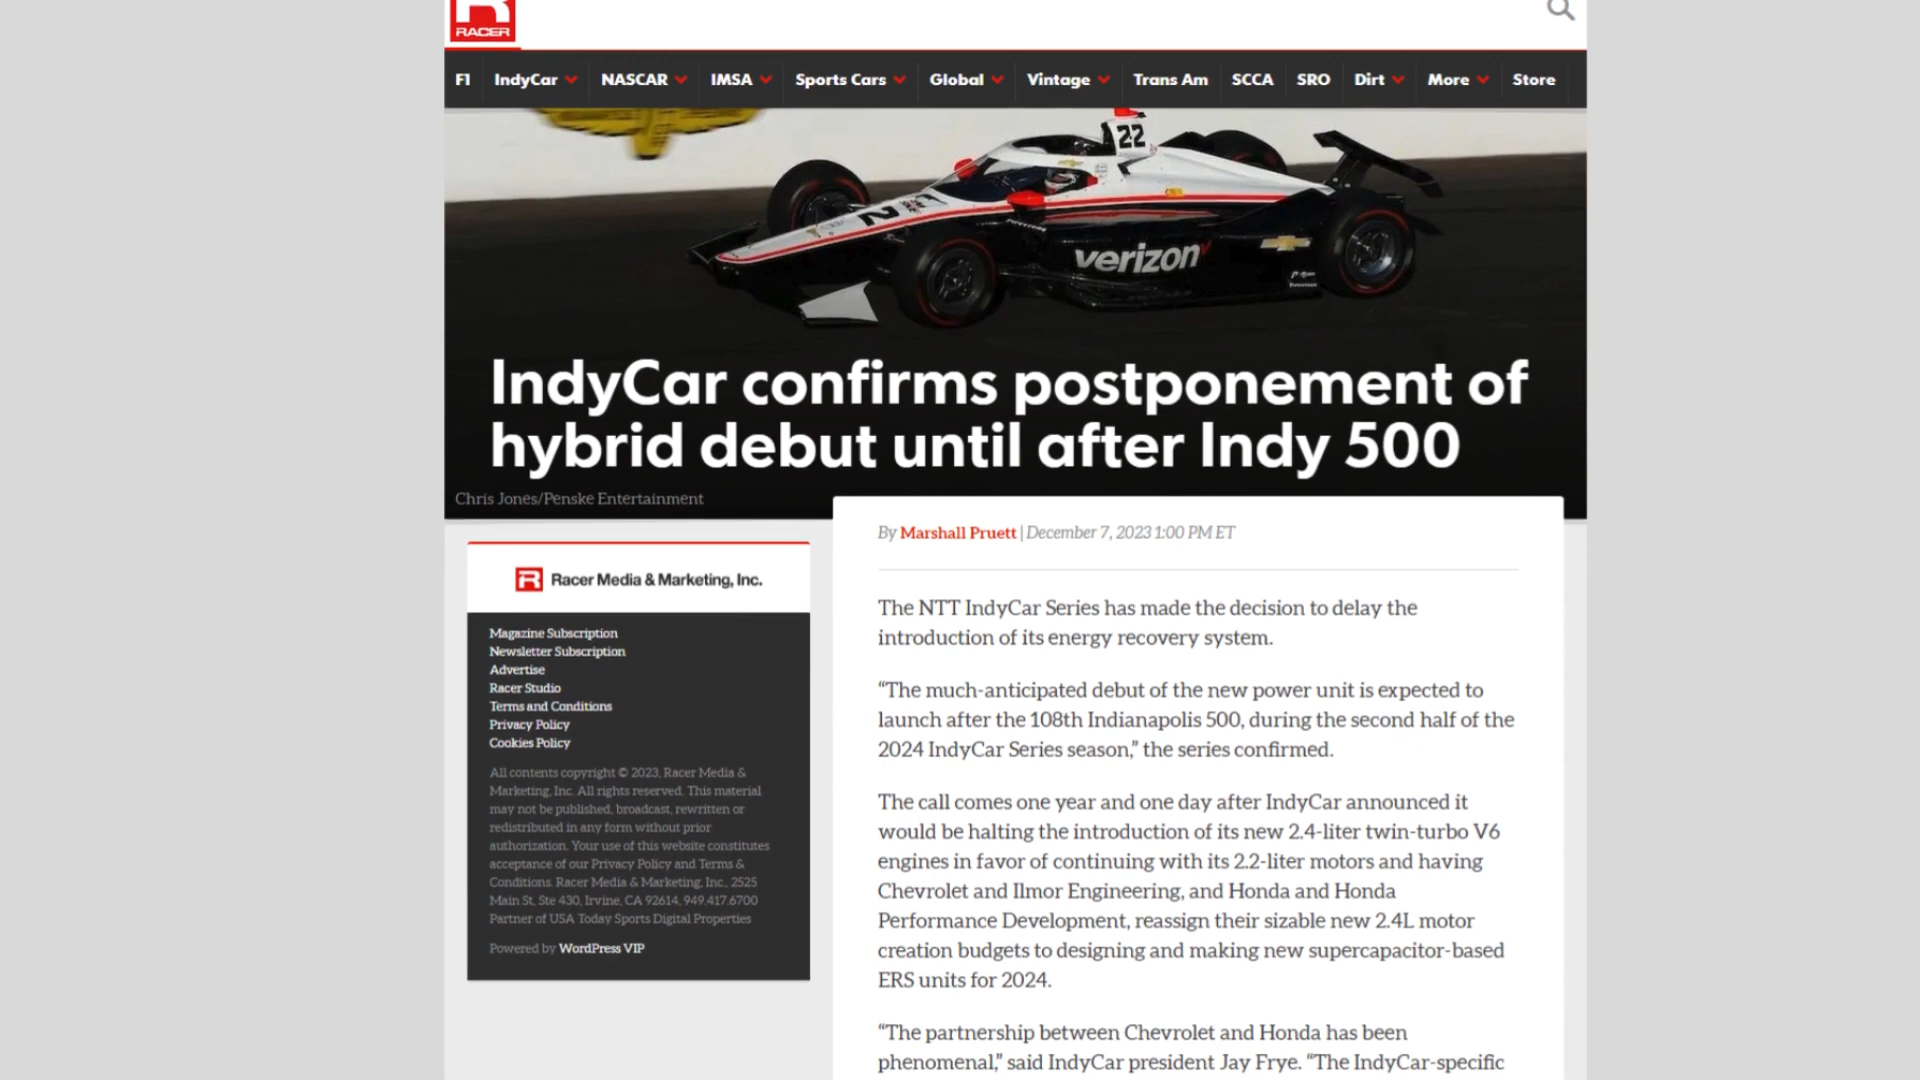 RACER
F1 IndyCar NASCAR IMSA Sports Cars Global Vintage Trans Am SCCA SRO Dirt More Store
22
2
verizon
IndyCar confirms postponement of
hybrid debut until after Indy 500
Chris Jones/Penske Entertainment
By Marshall Pruett | December 7, 2023 1:00 PM ET
Racer Media & Marketing, Inc.
Magazine Subscription
Newsletter Subscription
Advertise
Racer Studio
Terms and Conditions
Privacy Policy
Cookies Policy
All contents copyright © 2023, Racer Media &
Marketing, Inc. All rights reserved. This material
may not be published, broadcast, rewritten or
redistributed in any form without prior
authorization. Your use of this website constitutes
acceptance of our Privacy Policy and Terms &
Conditions. Racer Media & Marketing, Inc., 2525
Main St, Ste 430, Irvine, CA 92614, 949.417.6700
Partner of USA Today Sports Digital Properties
Powered by WordPress VIP
The NTT IndyCar Series has made the decision to delay the
introduction of its energy recovery system.
“The much-anticipated debut of the new power unit is expected to
launch after the 108th Indianapolis 500, during the second half of the
2024 IndyCar Series season,” the series confirmed.
The call comes one year and one day after IndyCar announced it
would be halting the introduction of its new 2.4-liter twin-turbo V6
engines in favor of continuing with its 2.2-liter motors and having
Chevrolet and Ilmor Engineering, and Honda and Honda
Performance Development, reassign their sizable new 2.4L motor
creation budgets to designing and making new supercapacitor-based
ERS units for 2024.
“The partnership between Chevrolet and Honda has been
phenomenal,” said IndyCar president Jay Frye. “The IndyCar-specific